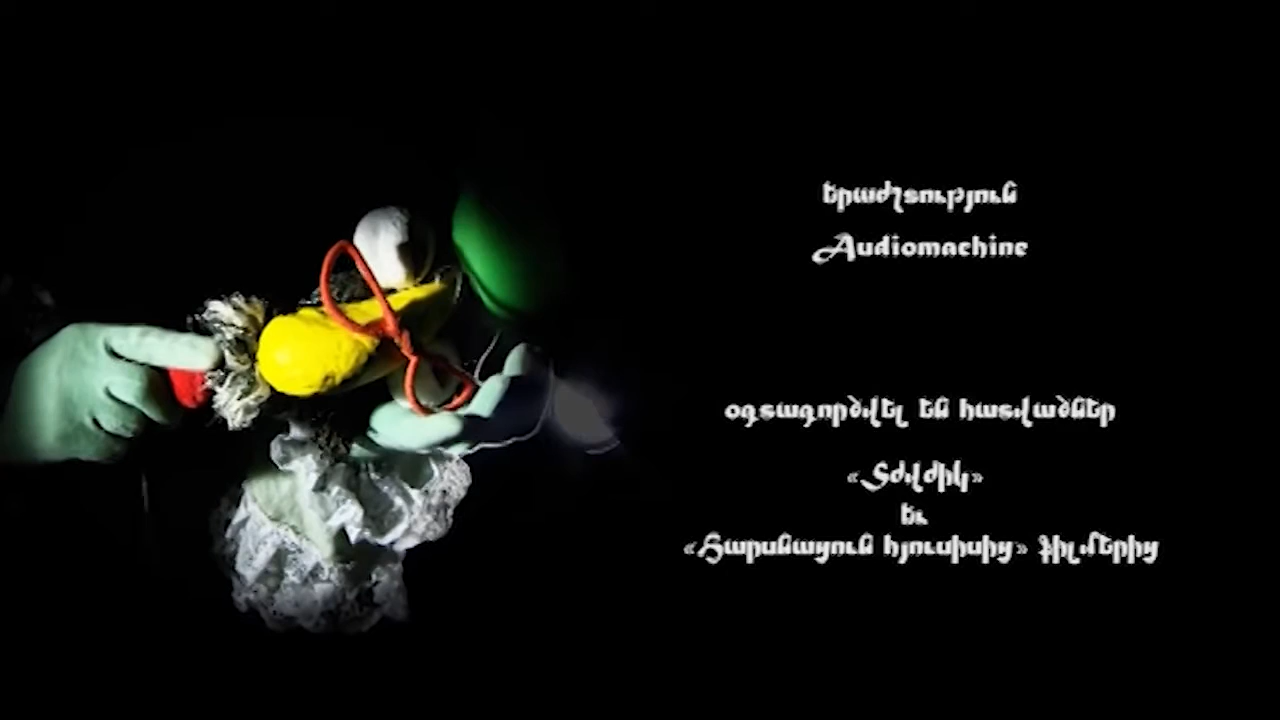 երաժշտություն
Audiomachine
օգտագործվել են հատվածներ
«Տժվժիկ»
եւ
«Հարսնացուն հյուսիսից» ֆիլմերից